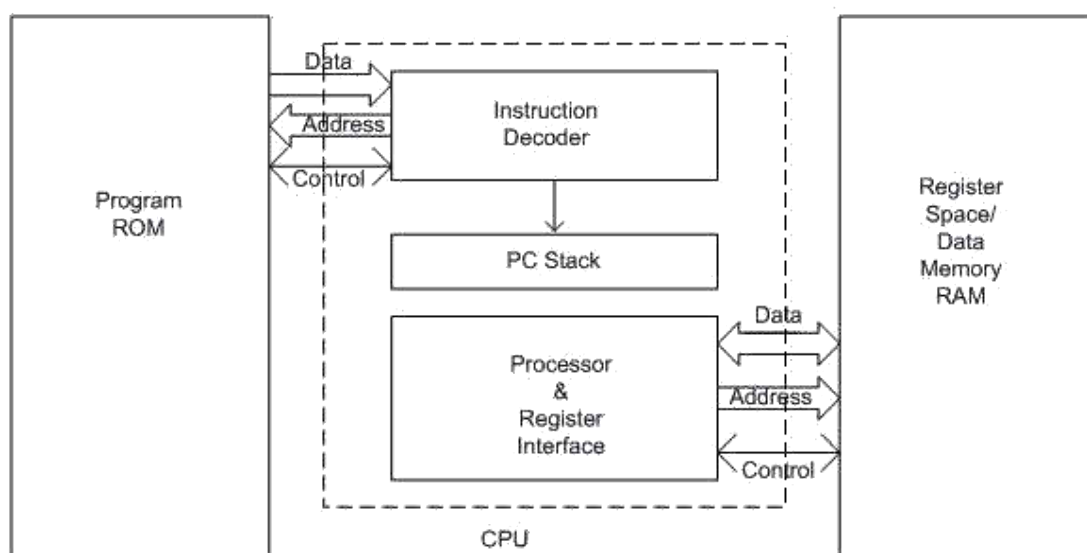 Data
Address
Control
Program
ROM
Instruction
Decoder
PC Stack
Processor
&
Register
Interface
CPU
Data
Address
Control
Register
Space/
Data
Memory
RAM